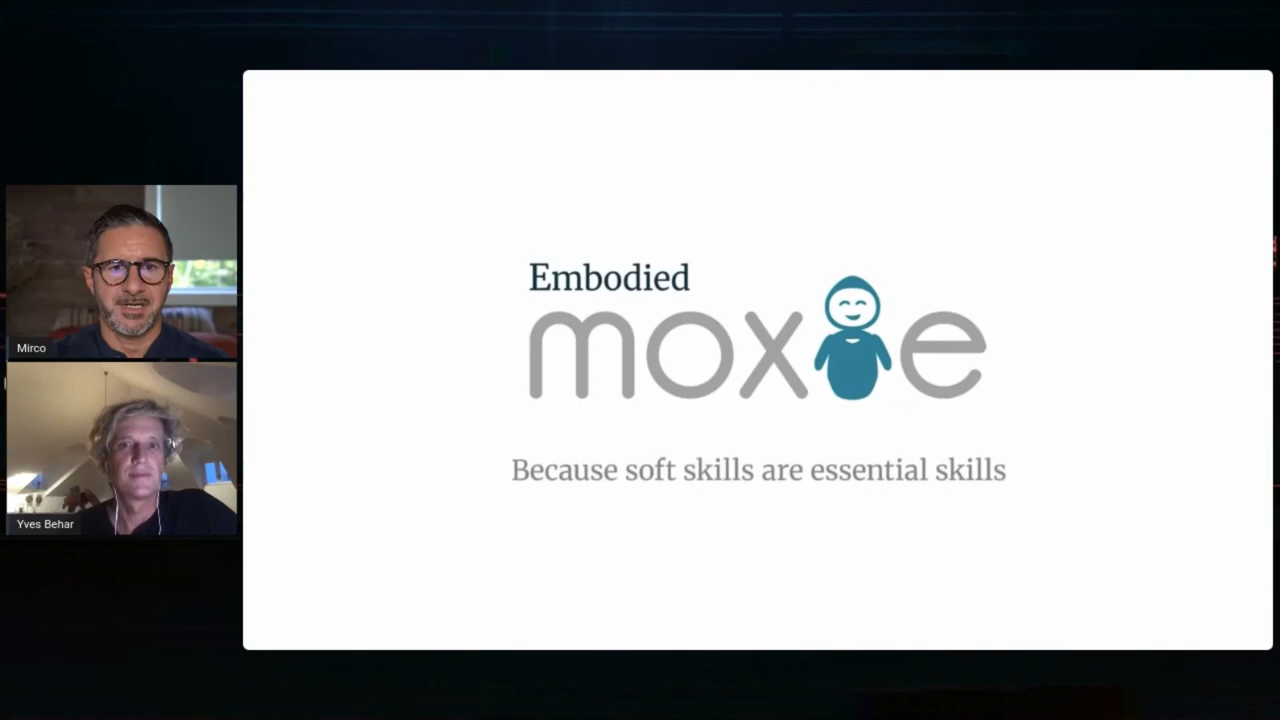 Embodied
moxie
Because soft skills are essential skills
Mirco
Yves Behar